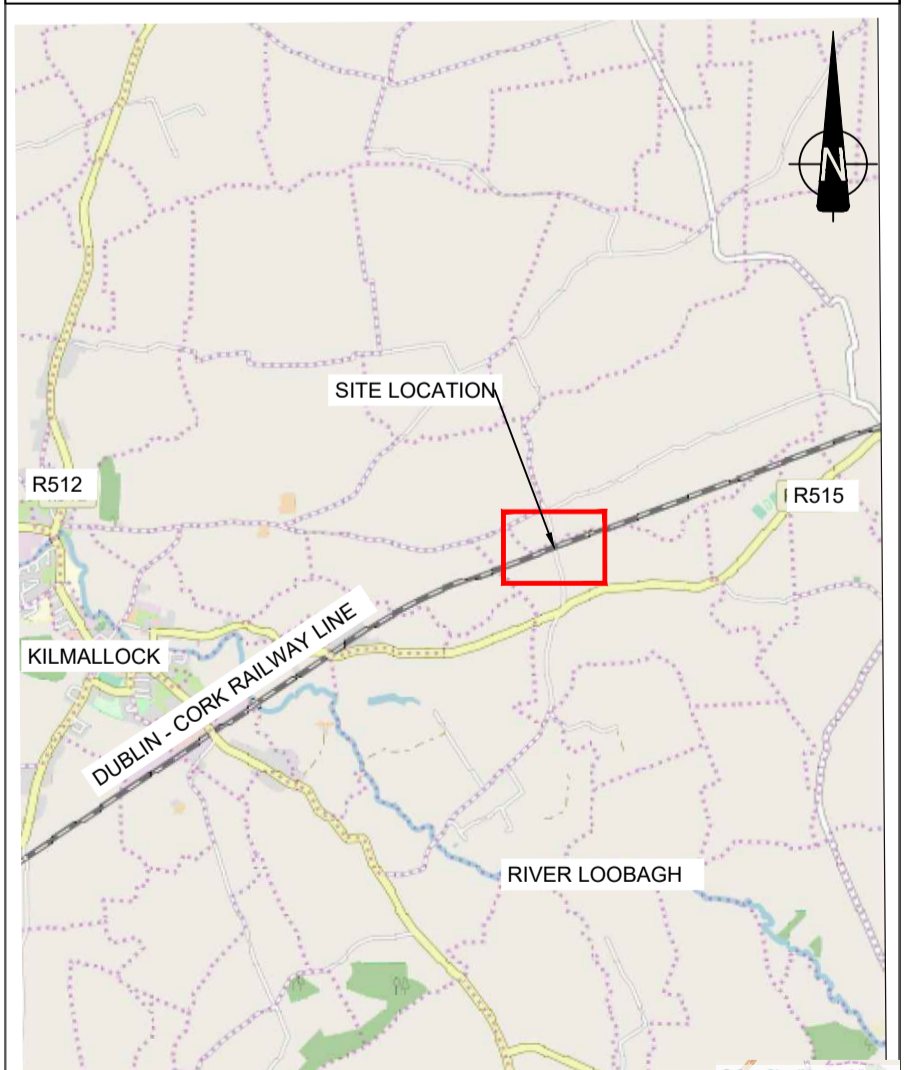 N
SITE LOCATION
R512
R515
KILMALLOCK
DUBLIN - CORK RAILWAY LINE
RIVER LOOBAGH